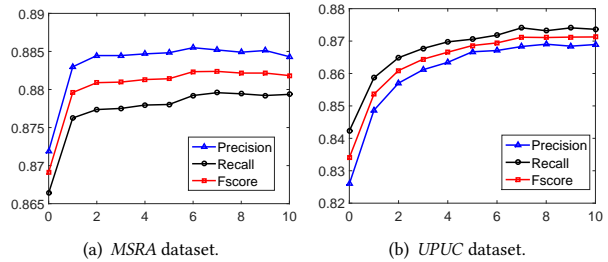 0.89
0.885
0.88
0.875
0.87
0.865
0 2 4 6 8 10
Precision
Recall
Fscore
(a) MSRA dataset.
0.88
0.87
0.86
0.85
0.84
0.83
0.82
0 2 4 6 8 10
Precision
Recall
Fscore
(b) UPUC dataset.